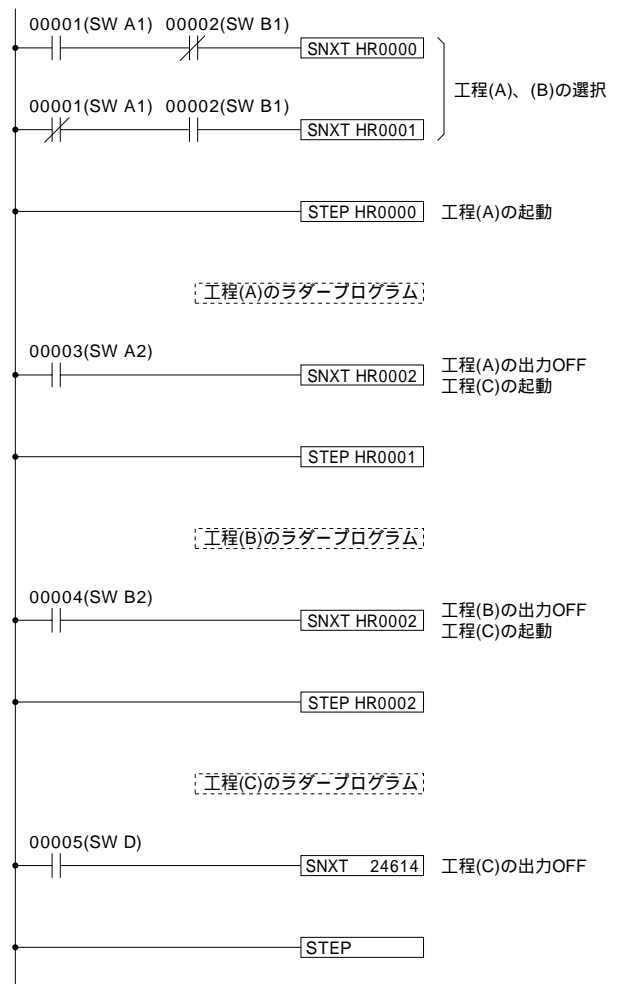 00001(SW A1) 00002(SW B1)
SNXT HR0000
工程(A)、(B)の選択
00001(SW A1) 00002(SW B1)
SNXT HR0001
STEP HR0000 工程(A)の起動
工程(A)のラダープログラム
00003(SW A2)
SNXT HR0002
工程(A)の出力OFF
工程(C)の起動
STEP HR0001
工程(B)のラダープログラム
00004(SW B2)
SNXT HR0002
工程(B)の出力OFF
工程(C)の起動
STEP HR0002
工程(C)のラダープログラム
00005(SW D)
SNXT 24614 工程(C)の出力OFF
STEP